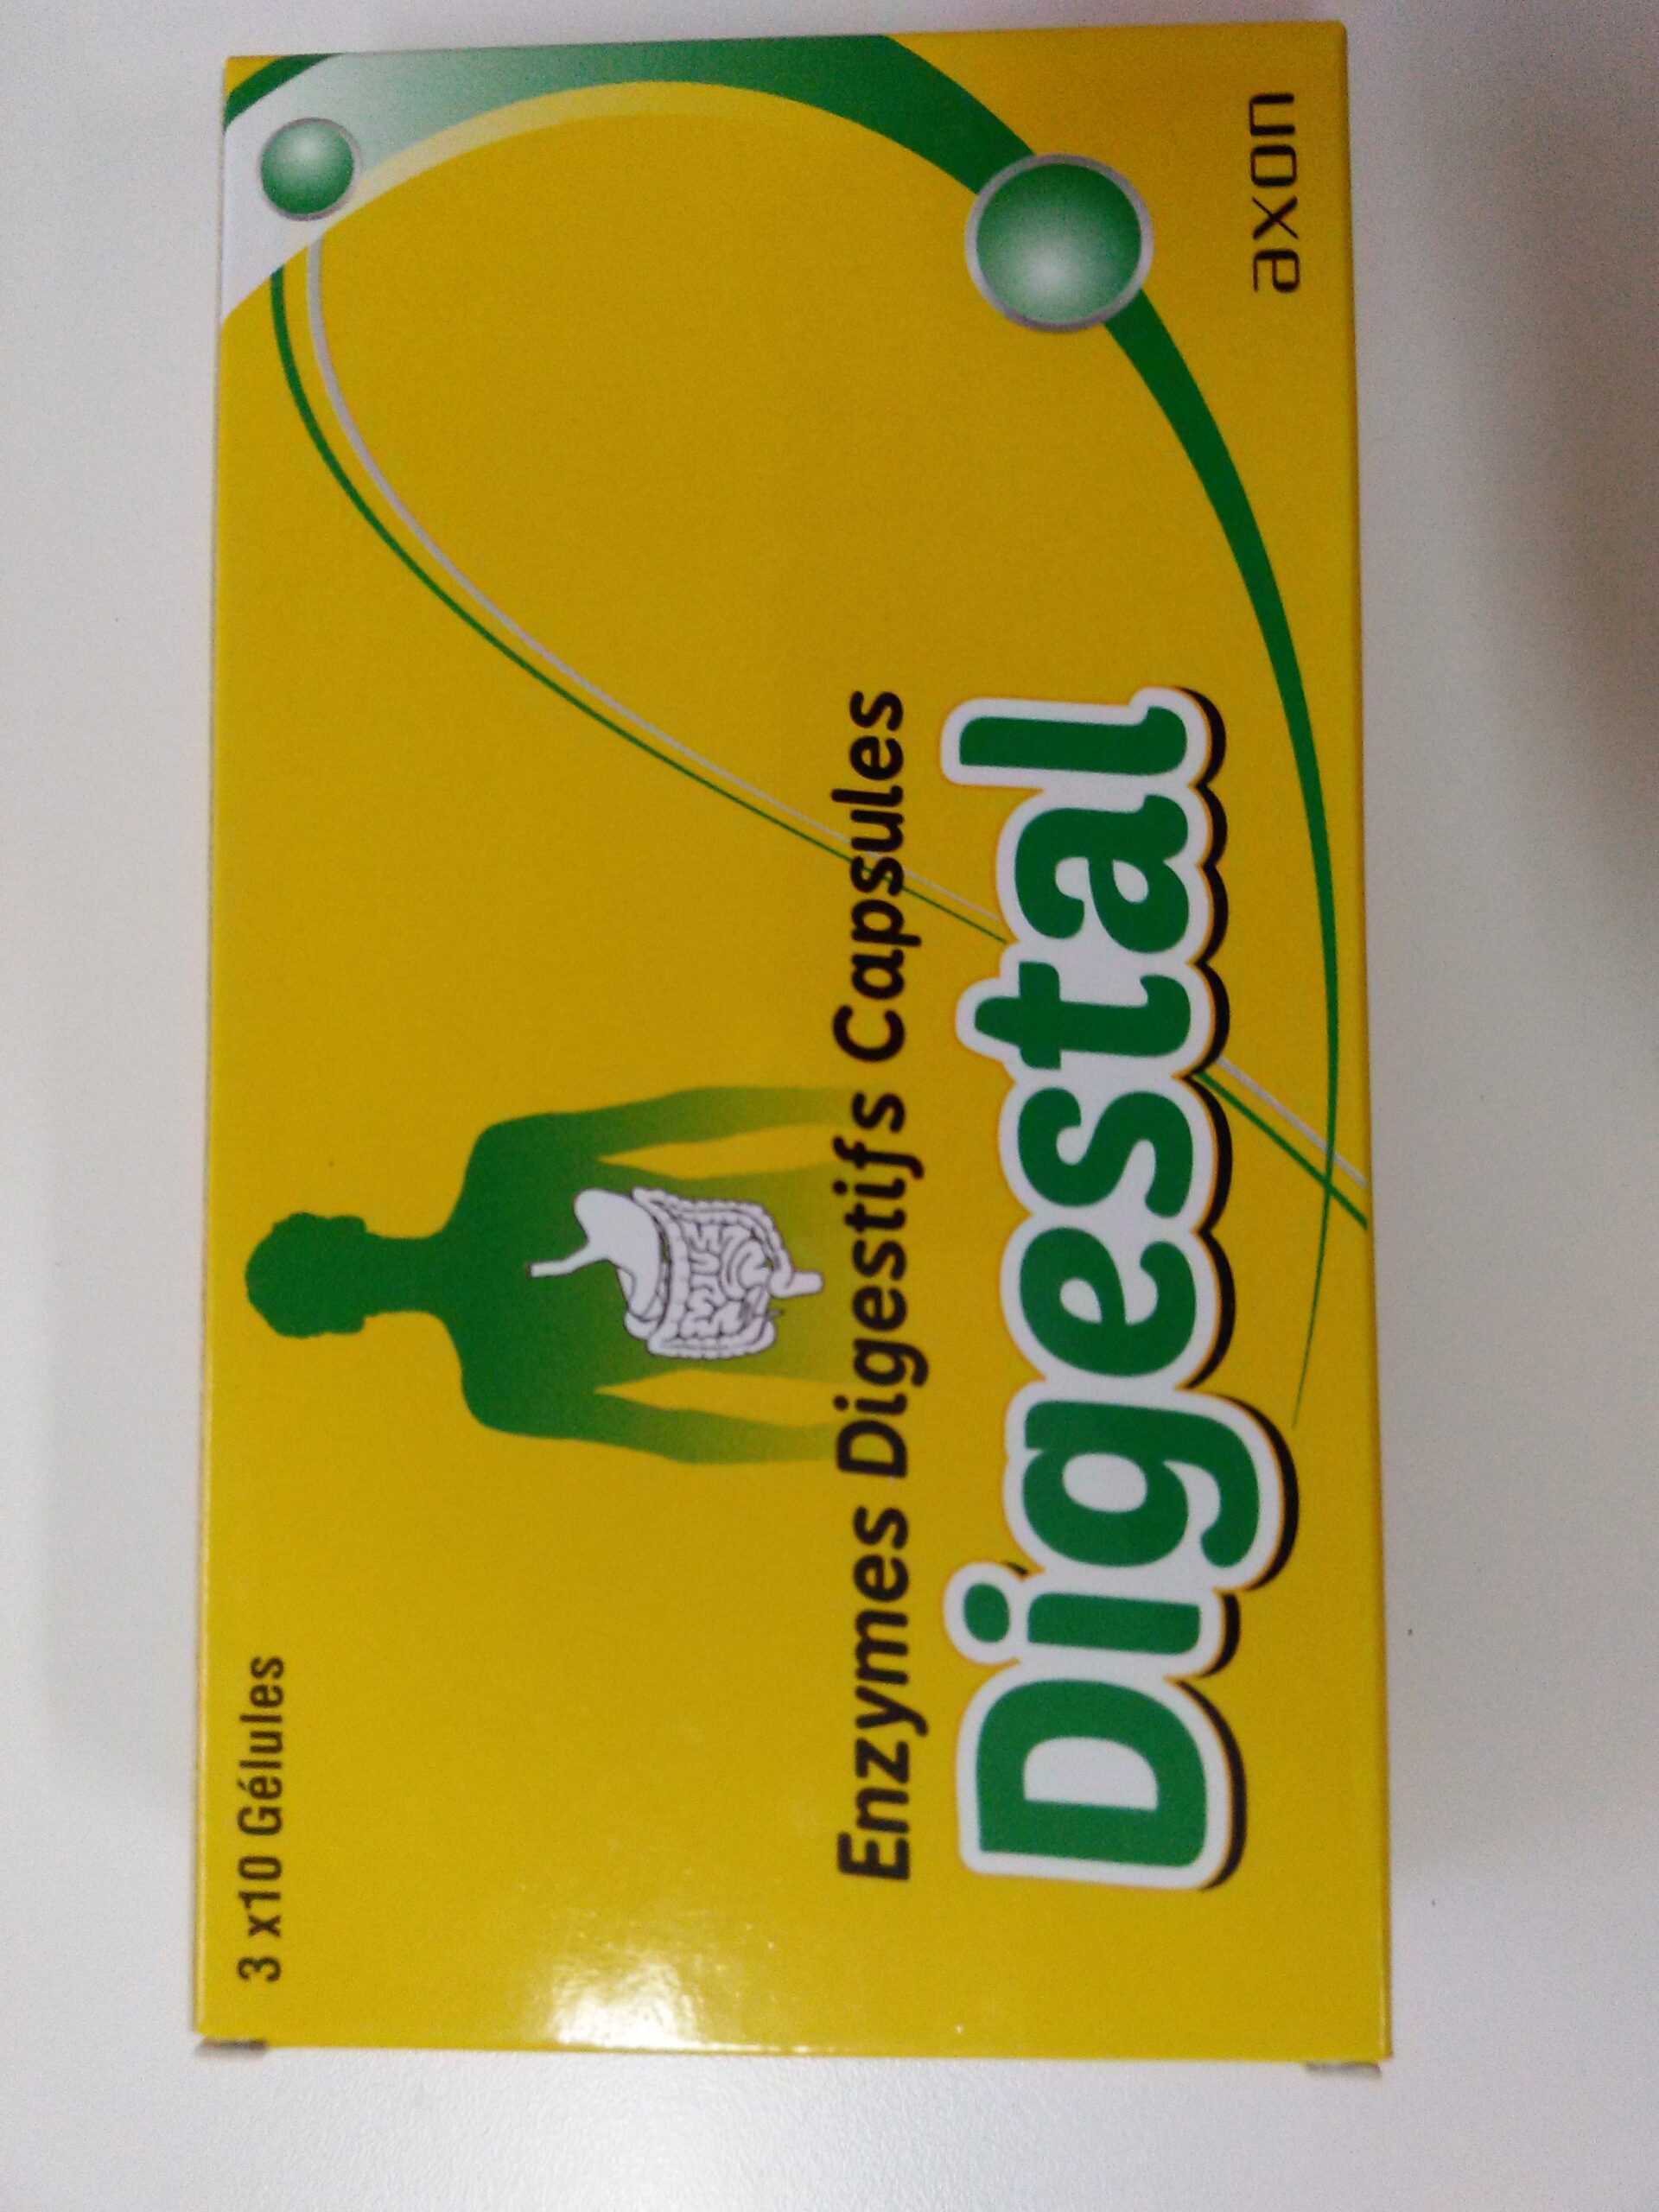 3 x10 Gélules
Enzymes Digestifs Capsules
Digestal
axon